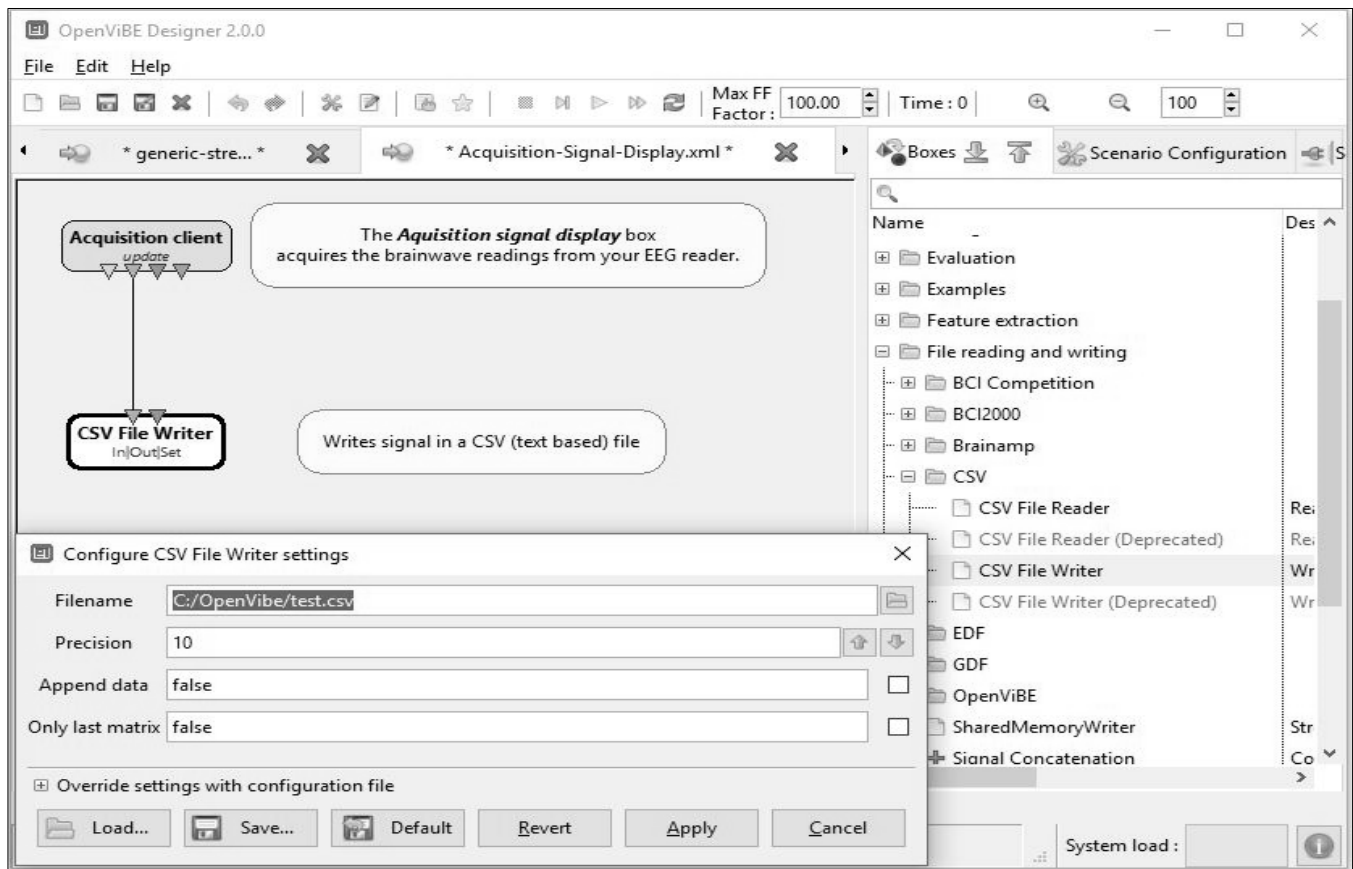 OpenViBE Designer 2.0.0
File Edit Help
Max FF Factor : 100.00 Time : 0 100
* generic-stre... * * Acquisition-Signal-Display.xml * Boxes Scenario Configuration S
Acquisition client
update
The Aquisition signal display box
acquires the brainwave readings from your EEG reader.
CSV File Writer
In|Out|Set
Writes signal in a CSV (text based) file
Name Des
Evaluation
Examples
Feature extraction
File reading and writing
BCI Competition
BCI2000
Brainamp
CSV
CSV File Reader Rea
CSV File Reader (Deprecated) Rea
CSV File Writer Wr
CSV File Writer (Deprecated) Wr
EDF
GDF
OpenViBE
SharedMemoryWriter Str
Signal Concatenation Co
Configure CSV File Writer settings
Filename C:/OpenVibe/test.csv
Precision 10
Append data false
Only last matrix false
Override settings with configuration file
Load... Save... Default Revert Apply Cancel
System load :